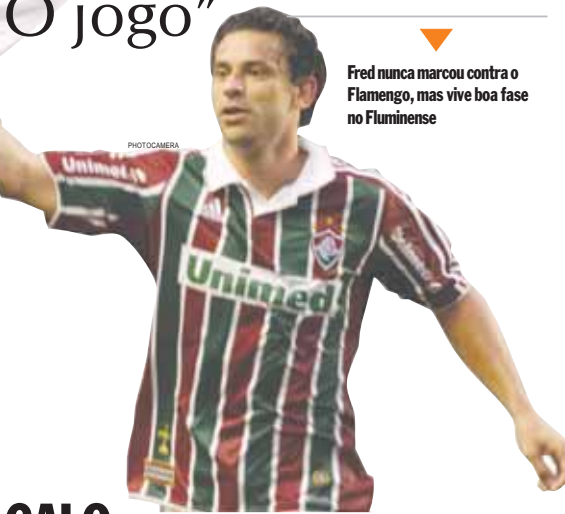 O jogo”
Fred nunca marcou contra o
Flamengo, mas vive boa fase
no Fluminense
PHOTOCAMERA
Unimed
Unimed